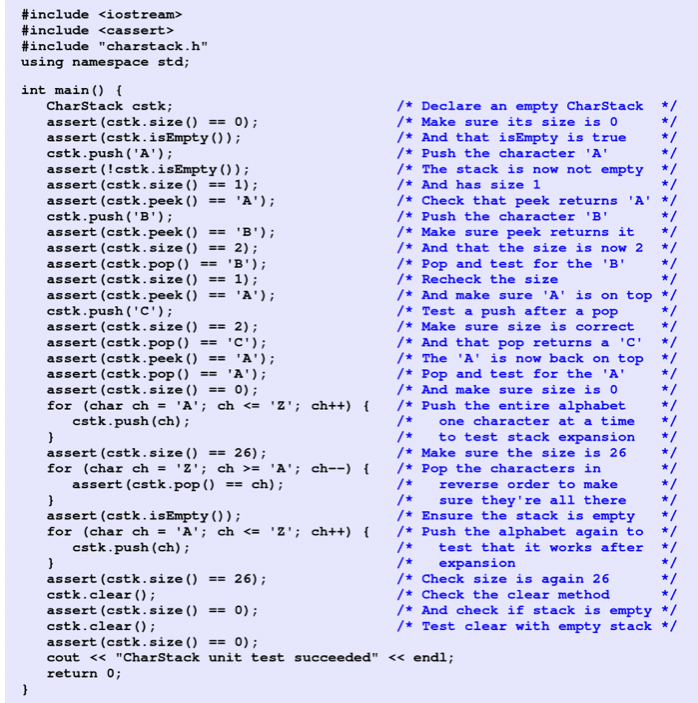 #include <iostream>
#include <cassert>
#include "charstack.h"
using namespace std;

int main() {
   CharStack cstk;                              /* Declare an empty CharStack  */
   assert(cstk.size() == 0);                    /* Make sure its size is 0     */
   assert(cstk.isEmpty());                      /* And that isEmpty is true    */
   cstk.push('A');                              /* Push the character 'A'      */
   assert(!cstk.isEmpty());                     /* The stack is now not empty  */
   assert(cstk.size() == 1);                    /* And has size 1              */
   assert(cstk.peek() == 'A');                  /* Check that peek returns 'A' */
   cstk.push('B');                              /* Push the character 'B'      */
   assert(cstk.peek() == 'B');                  /* Make sure peek returns it   */
   assert(cstk.size() == 2);                    /* And that the size is now 2  */
   assert(cstk.pop() == 'B');                   /* Pop and test for the 'B'    */
   assert(cstk.size() == 1);                    /* Recheck the size            */
   assert(cstk.peek() == 'A');                  /* And make sure 'A' is on top */
   cstk.push('C');                              /* Test a push after a pop     */
   assert(cstk.size() == 2);                    /* Make sure size is correct   */
   assert(cstk.pop() == 'C');                   /* And that pop returns a 'C'  */
   assert(cstk.peek() == 'A');                  /* The 'A' is now back on top  */
   assert(cstk.pop() == 'A');                   /* Pop and test for the 'A'    */
   assert(cstk.size() == 0);                    /* And make sure size is 0     */
   for (char ch = 'A'; ch <= 'Z'; ch++) {       /* Push the entire alphabet    */
      cstk.push(ch);                            /*   one character at a time   */
   }                                            /*   to test stack expansion   */
   assert(cstk.size() == 26);                   /* Make sure the size is 26    */
   for (char ch = 'Z'; ch >= 'A'; ch--) {       /* Pop the characters in       */
      assert(cstk.pop() == ch);                 /*   reverse order to make     */
   }                                            /*   sure they're all there    */
   assert(cstk.isEmpty());                      /* Ensure the stack is empty   */
   for (char ch = 'A'; ch <= 'Z'; ch++) {       /* Push the alphabet again to  */
      cstk.push(ch);                            /*   test that it works after  */
   }                                            /*   expansion                 */
   assert(cstk.size() == 26);                   /* Check size is again 26      */
   cstk.clear();                                /* Check the clear method      */
   assert(cstk.size() == 0);                    /* And check if stack is empty */
   cstk.clear();                                /* Test clear with empty stack */
   assert(cstk.size() == 0);
   cout << "CharStack unit test succeeded" << endl;
   return 0;
}